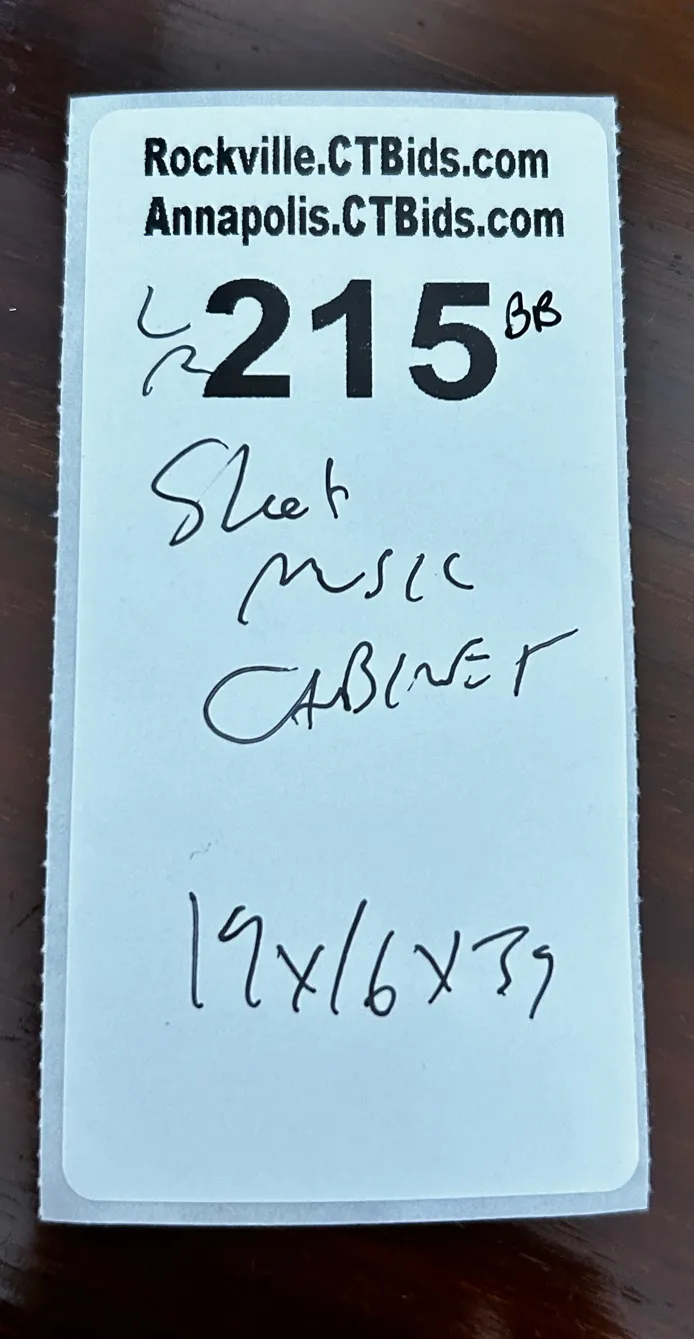 Rockville.CTBids.com
Annapolis.CTBids.com
L
R
215 BB
Sheet
MUSIC
CABINET
19x16x39